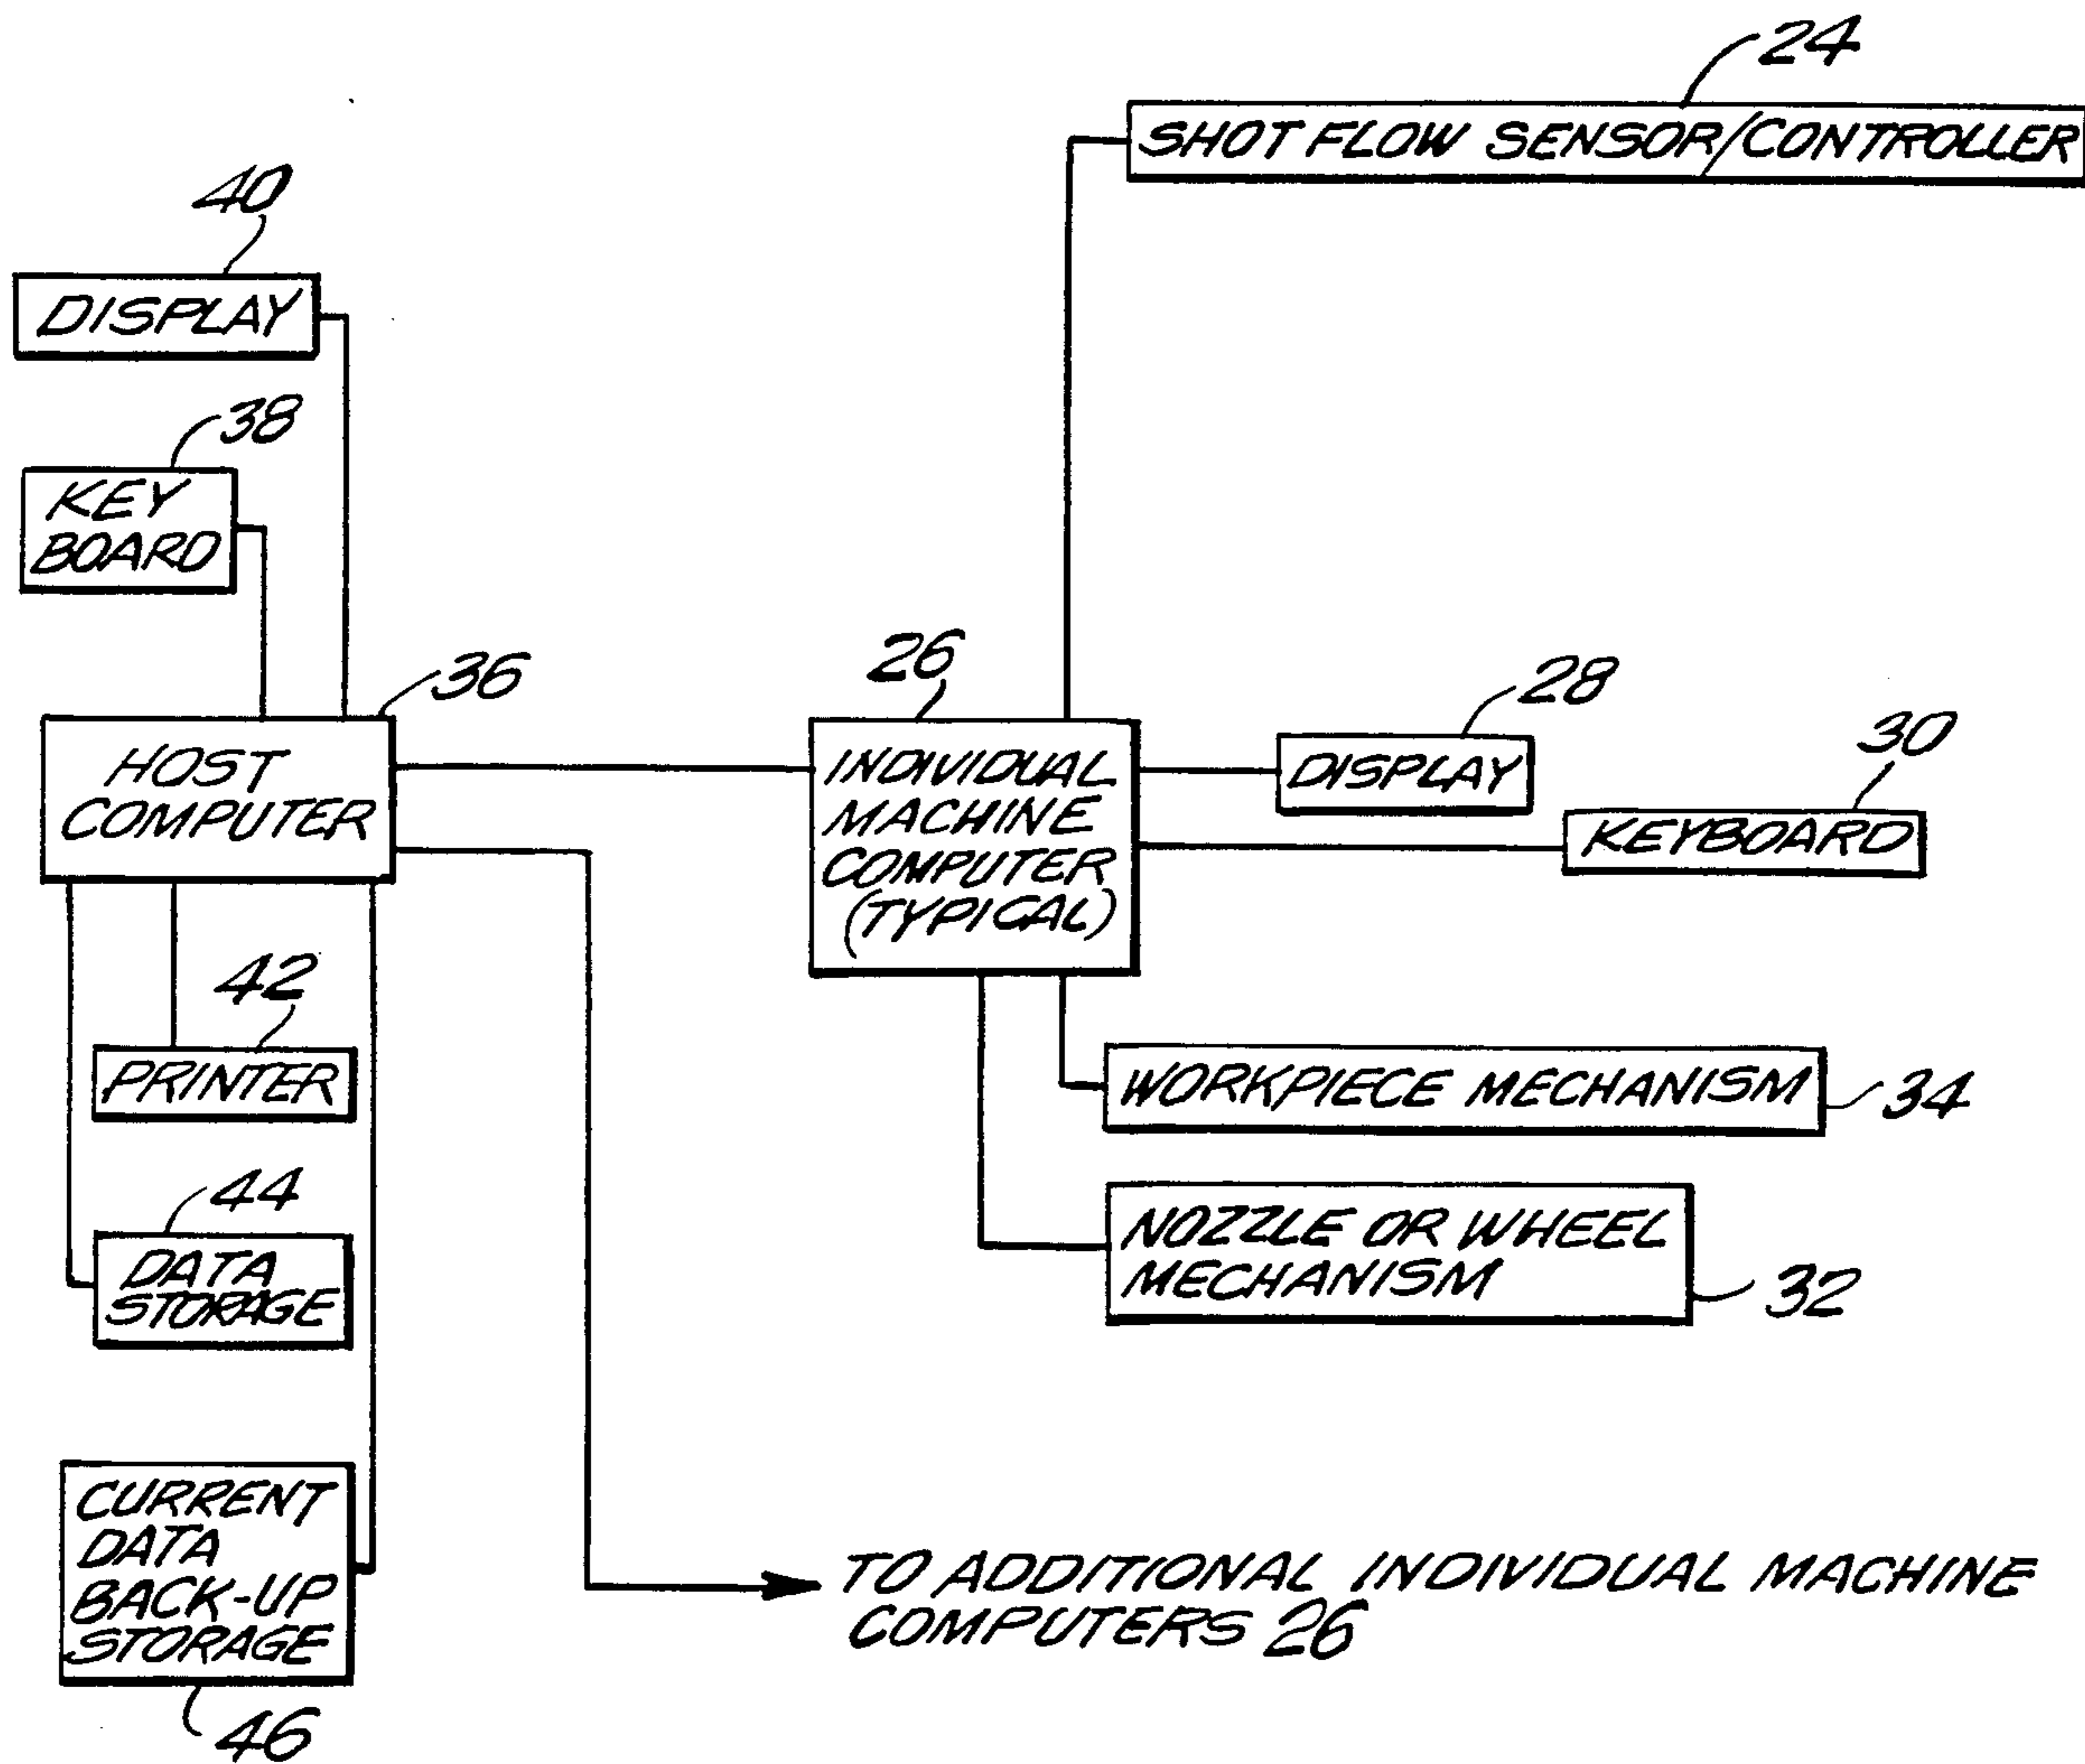 24
SHOT FLOW SENSOR/CONTROLLER
40
DISPLAY
38
KEY
BOARD
36
HOST
COMPUTER
26
INDIVIDUAL
MACHINE
COMPUTER
(TYPICAL)
28
DISPLAY
30
KEYBOARD
42
PRINTER
44
DATA
STORAGE
CURRENT
DATA
BACK-UP
STORAGE
46
WORKPIECE MECHANISM
34
NOZZLE OR WHEEL
MECHANISM
32
TO ADDITIONAL INDIVIDUAL MACHINE
COMPUTERS 26